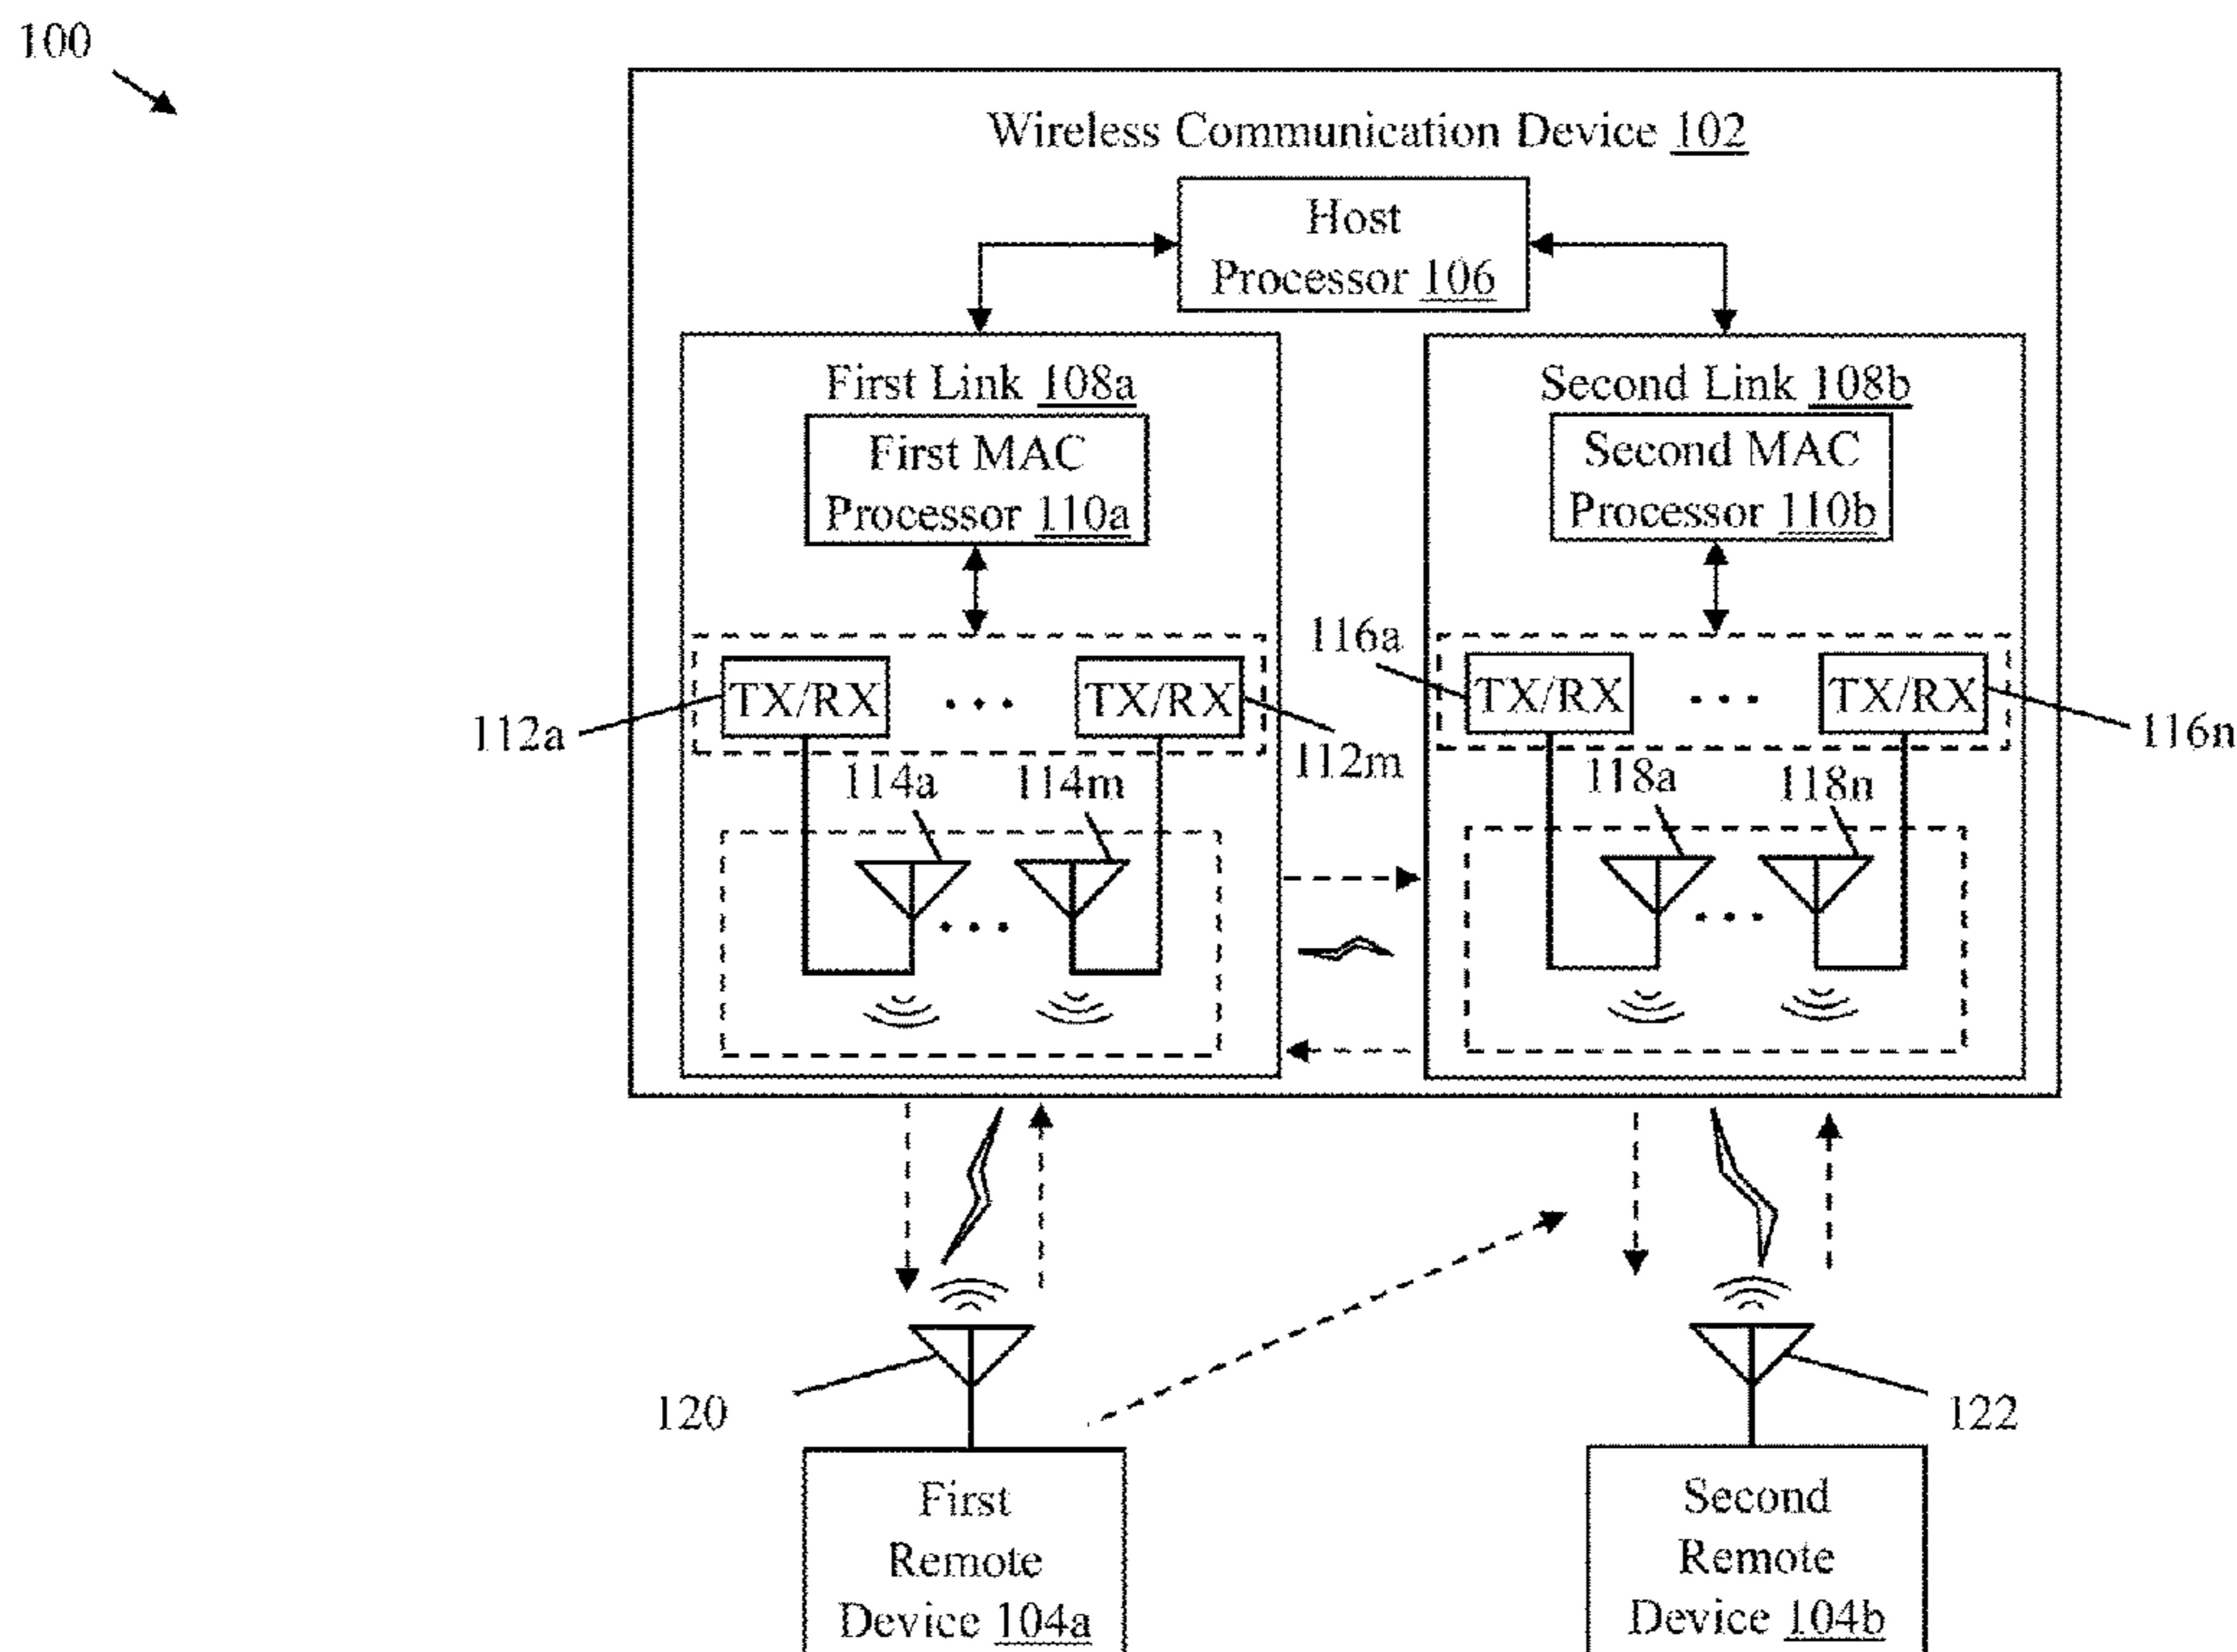 100
Wireless Communication Device 102
Host
Processor 106
First Link 108a
First MAC
Processor 110a
Second Link 108b
Second MAC
Processor 110b
TX/RX
TX/RX
112a
112m
114a
114m
116a
TX/RX
TX/RX
116n
118a
118n
120
122
First
Remote
Device 104a
Second
Remote
Device 104b